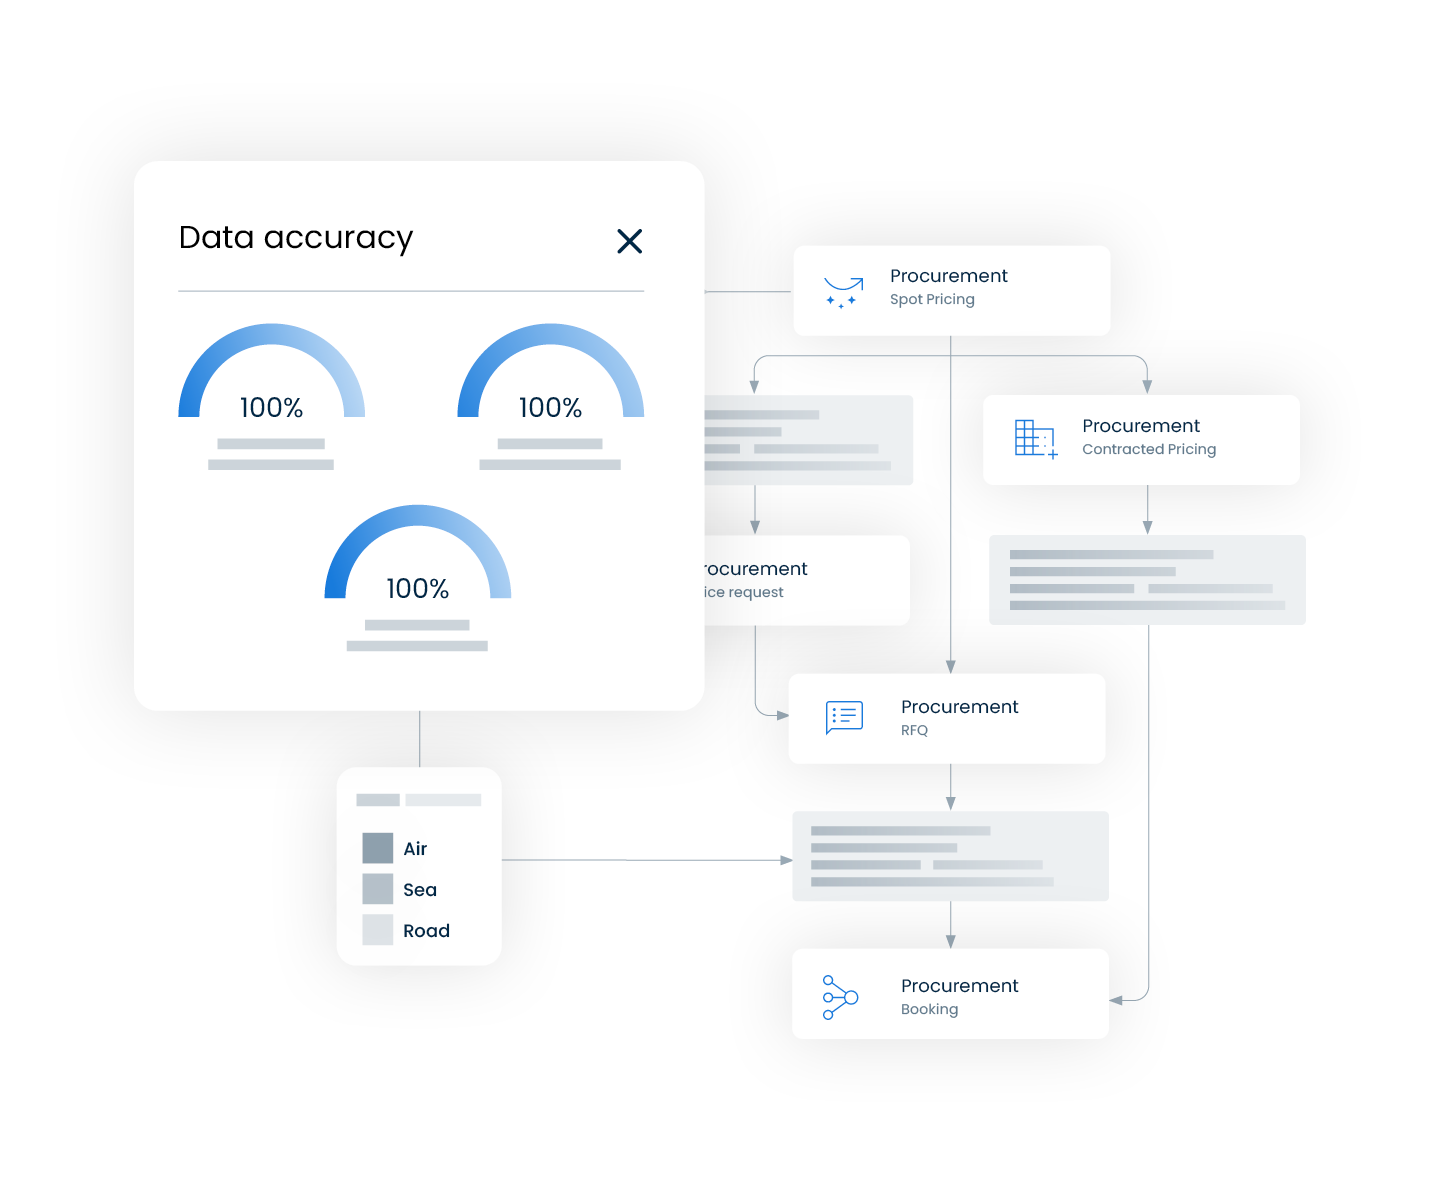 Data accuracy
100%
100%
100%
Air
Sea
Road
Procurement
Spot Pricing
Procurement
Contracted Pricing
rocurement
ice request
Procurement
RFQ
Procurement
Booking